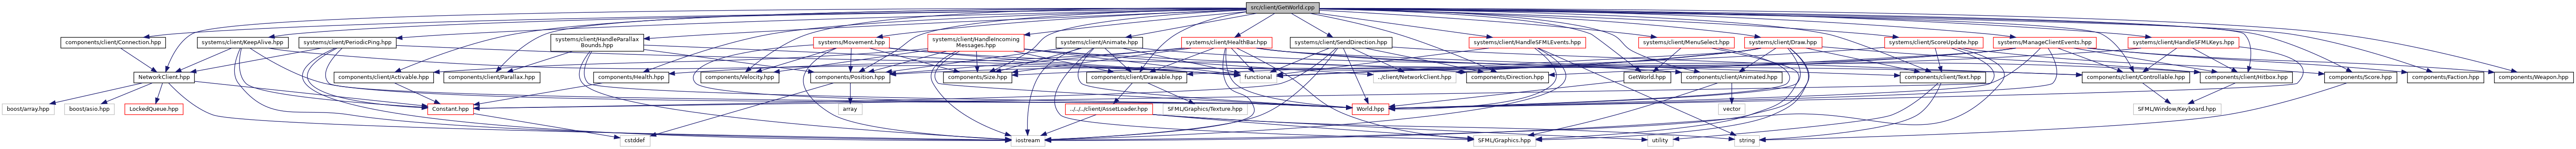 src/client/GetWorld.cpp
components/client/Connection.hpp
systems/client/KeepAlive.hpp
systems/client/PeriodicPing.hpp
systems/client/HandleParallax
Bounds.hpp
systems/Movement.hpp
systems/client/HandleIncoming
Messages.hpp
systems/client/Animate.hpp
systems/client/HealthBar.hpp
systems/client/SendDirection.hpp
systems/client/HandleSFMLEvents.hpp
systems/client/MenuSelect.hpp
systems/client/Draw.hpp
systems/client/ScoreUpdate.hpp
systems/ManageClientEvents.hpp
systems/client/HandleSFMLKeys.hpp
NetworkClient.hpp
components/client/Activable.hpp
components/client/Parallax.hpp
components/Health.hpp
components/Velocity.hpp
components/Position.hpp
components/Size.hpp
components/client/Drawable.hpp
functional
../client/NetworkClient.hpp
components/Direction.hpp
GetWorld.hpp
components/client/Animated.hpp
components/client/Text.hpp
components/client/Controllable.hpp
components/client/Hitbox.hpp
components/Score.hpp
components/Faction.hpp
components/Weapon.hpp
boost/array.hpp
boost/asio.hpp
LockedQueue.hpp
Constant.hpp
array
../../../client/AssetLoader.hpp
SFML/Graphics/Texture.hpp
World.hpp
vector
SFML/Window/Keyboard.hpp
cstddef
iostream
SFML/Graphics.hpp
utility
string